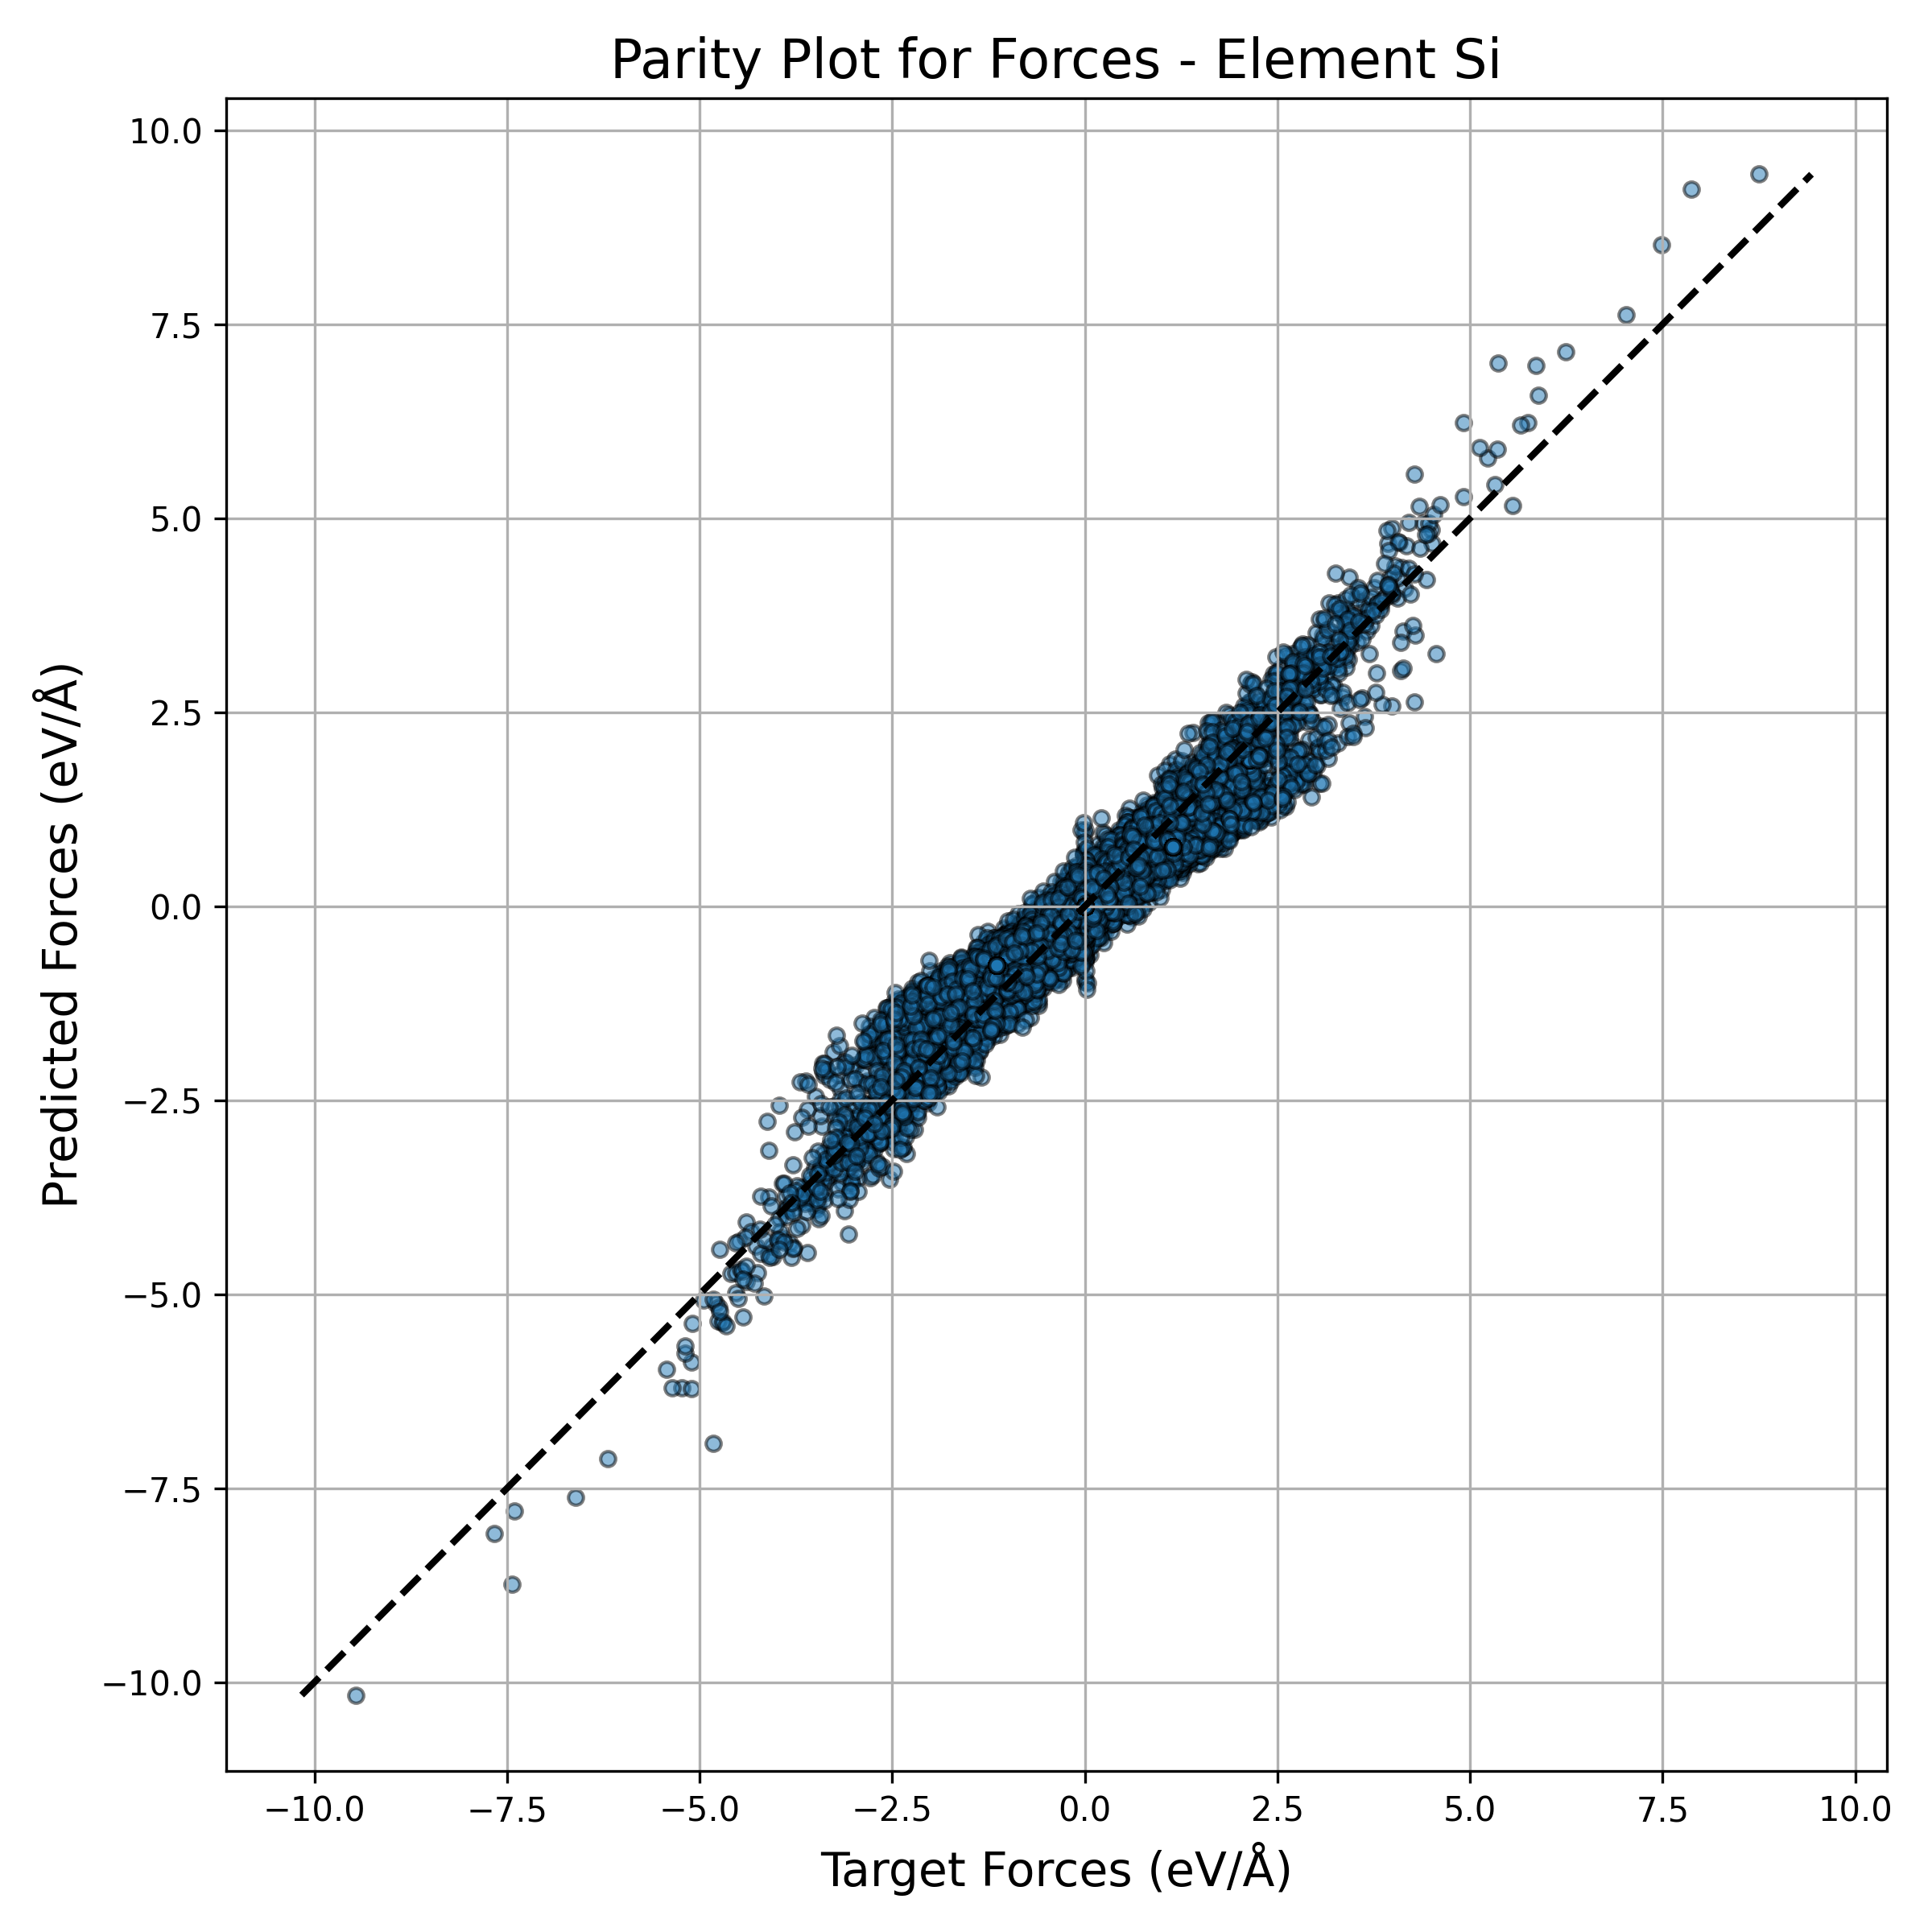 Parity Plot for Forces - Element Si
10.0
7.5
5.0
2.5
0.0
−2.5
−5.0
−7.5
−10.0
Predicted Forces (eV/Å)
−10.0 −7.5 −5.0 −2.5 0.0 2.5 5.0 7.5 10.0
Target Forces (eV/Å)